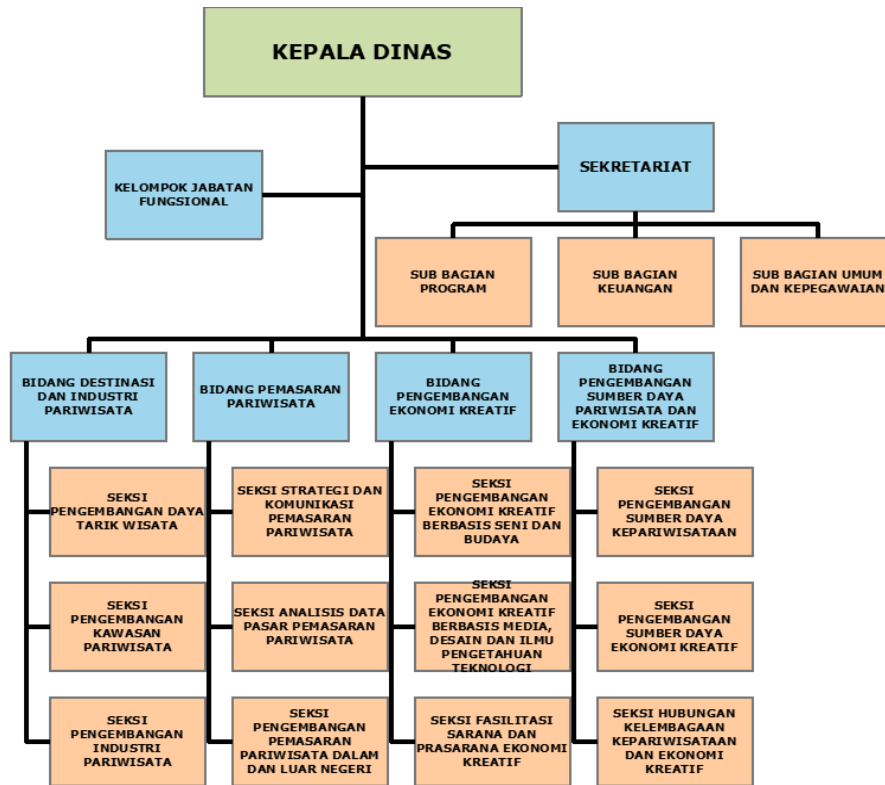 KEPALA DINAS
SEKRETARIAT
KELOMPOK JABATAN
FUNGSIONAL
SUB BAGIAN
PROGRAM
SUB BAGIAN
KEUANGAN
SUB BAGIAN UMUM
DAN KEPEGAWAIAN
BIDANG DESTINASI
DAN INDUSTRI
PARIWISATA
BIDANG PEMASARAN
PARIWISATA
BIDANG
PENGEMBANGAN
EKONOMI KREATIF
BIDANG
PENGEMBANGAN
SUMBER DAYA
PARIWISATA DAN
EKONOMI KREATIF
SEKSI
PENGEMBANGAN DAYA
TARIK WISATA
SEKSI STRATEGI DAN
KOMUNIKASI
PEMASARAN
PARIWISATA
SEKSI
PENGEMBANGAN
EKONOMI KREATIF
BERBASIS SENI DAN
BUDAYA
SEKSI
PENGEMBANGAN
SUMBER DAYA
KEPARIWISATAAN
SEKSI
PENGEMBANGAN
KAWASAN
PARIWISATA
SEKSI ANALISIS DATA
PASAR PEMASARAN
PARIWISATA
SEKSI
PENGEMBANGAN
EKONOMI KREATIF
BERBASIS MEDIA,
DESAIN DAN ILMU
PENGETAHUAN
TEKNOLOGI
SEKSI
PENGEMBANGAN
SUMBER DAYA
EKONOMI KREATIF
SEKSI
PENGEMBANGAN
INDUSTRI
PARIWISATA
SEKSI
PENGEMBANGAN
PEMASARAN
PARIWISATA DALAM
DAN LUAR NEGERI
SEKSI FASILITASI
SARANA DAN
PRASARANA EKONOMI
KREATIF
SEKSI HUBUNGAN
KELEMBAGAAN
KEPARIWISATAAN
DAN EKONOMI
KREATIF